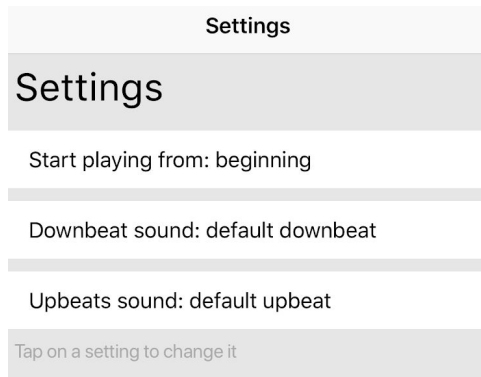 Settings
Settings
Start playing from: beginning
Downbeat sound: default downbeat
Upbeats sound: default upbeat
Tap on a setting to change it